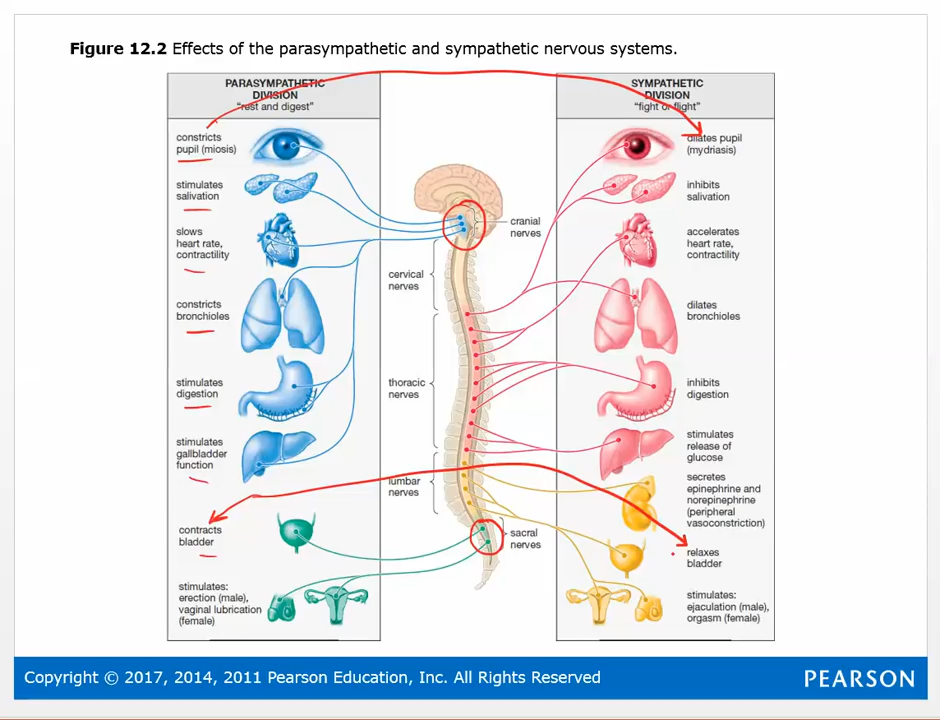 Figure 12.2 Effects of the parasympathetic and sympathetic nervous systems.
PARASYMPATHETIC
DIVISION
"rest and digest"
constricts
pupil (miosis)
stimulates
salivation
slows
heart rate,
contractility
constricts
bronchioles
stimulates
digestion
stimulates
gallbladder
function
contracts
bladder
stimulates:
erection (male),
vaginal lubrication
(female)
cranial
nerves
cervical
nerves
thoracic
nerves
lumbar
nerves
sacral
nerves
SYMPATHETIC
DIVISION
"fight or flight"
dilates pupil
(mydriasis)
inhibits
salivation
accelerates
heart rate,
contractility
dilates
bronchioles
inhibits
digestion
stimulates
release of
glucose
secretes
epinephrine and
norepinephrine
(peripheral
vasoconstriction)
relaxes
bladder
stimulates:
ejaculation (male),
orgasm (female)
Copyright © 2017, 2014, 2011 Pearson Education, Inc. All Rights Reserved
PEARSON